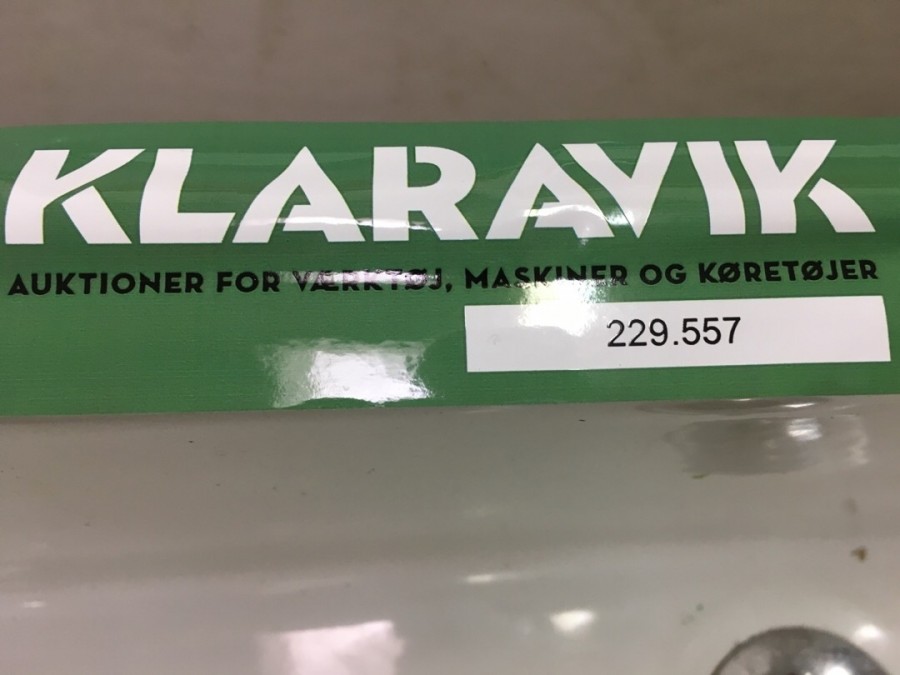 KLARAVIK
AUKTIONER FOR VÆRKTØJ, MASKINER OG KØRETØJER
229.557